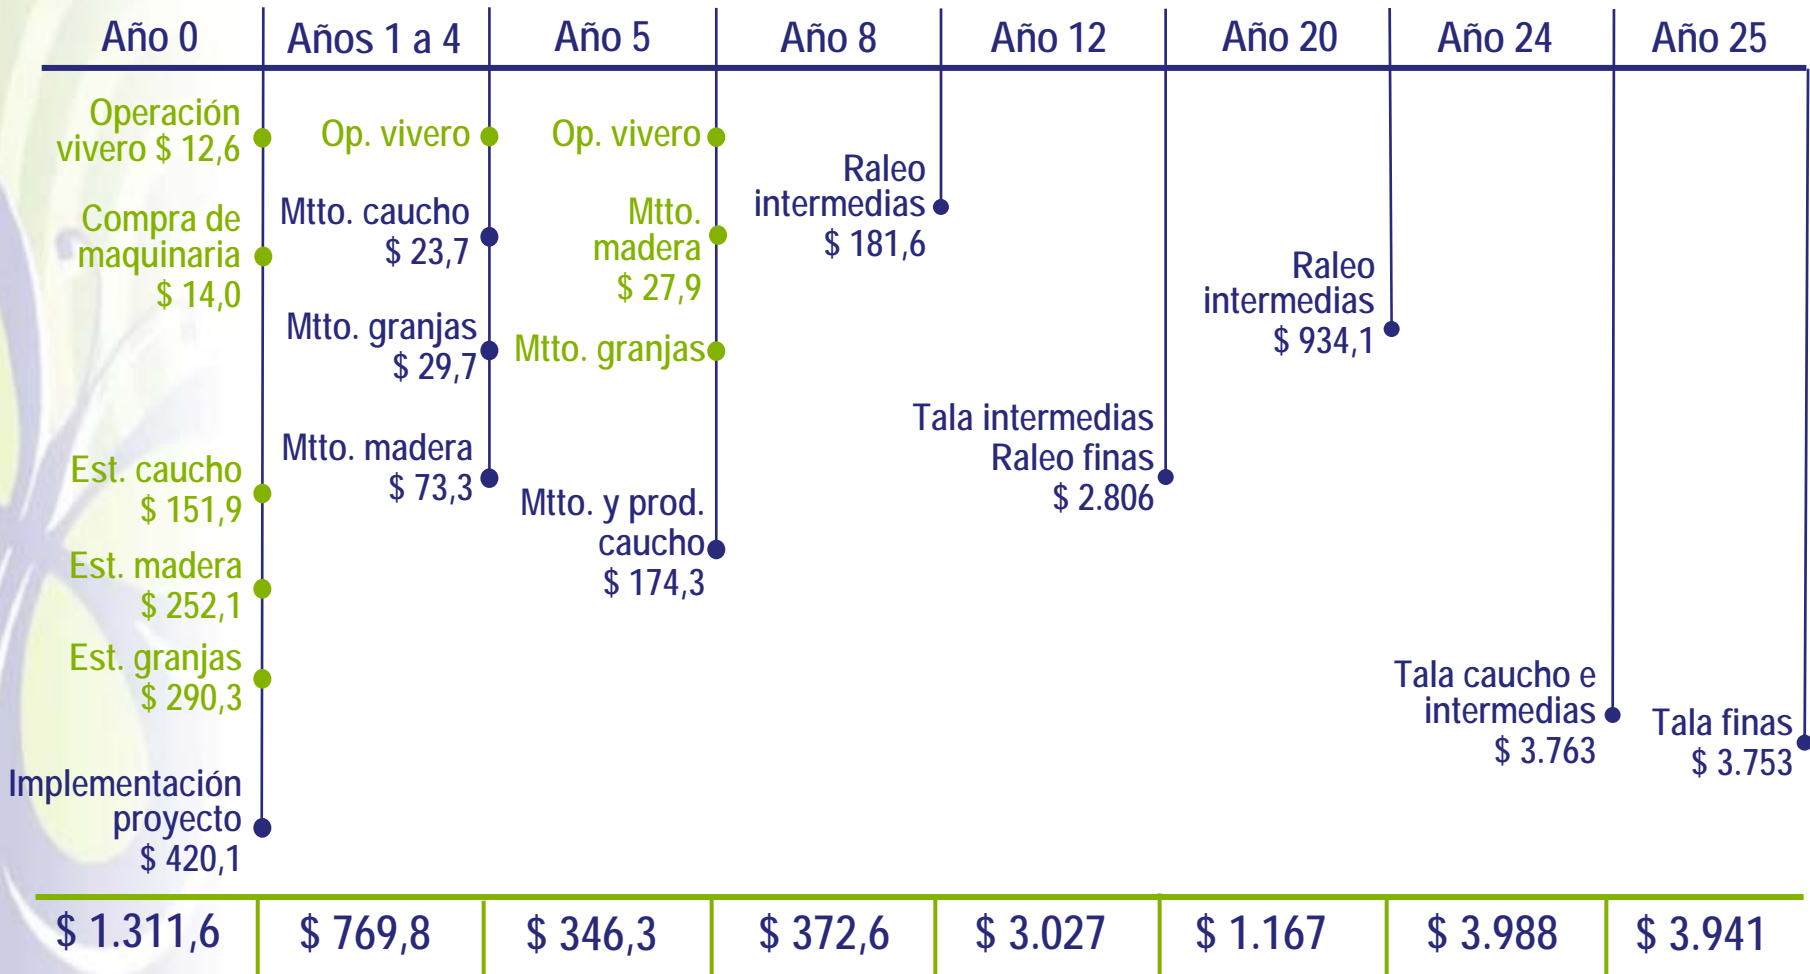 Año 0
Años 1 a 4
Año 5
Año 8
Año 12
Año 20
Año 24
Año 25
Operación
vivero $ 12,6
Compra de
maquinaria
$ 14,0
Est. caucho
$ 151,9
Est. madera
$ 252,1
Est. granjas
$ 290,3
Implementación
proyecto
$ 420,1
Op. vivero
Mtto. caucho
$ 23,7
Mtto. granjas
$ 29,7
Mtto. madera
$ 73,3
Op. vivero
Mtto.
madera
$ 27,9
Mtto. granjas
Mtto. y prod.
caucho
$ 174,3
Raleo
intermedias
$ 181,6
Tala intermedias
Raleo finas
$ 2.806
Raleo
intermedias
$ 934,1
Tala caucho e
intermedias
$ 3.763
Tala finas
$ 3.753
$ 1.311,6
$ 769,8
$ 346,3
$ 372,6
$ 3.027
$ 1.167
$ 3.988
$ 3.941